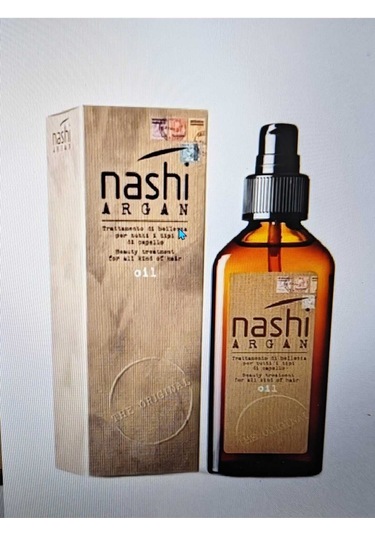 nashi
ARGAN
nashi
ARGAN
Trattamento di bellezza
per tutti i tipi
di capello
Beauty treatment
for all kind of hair
oil
THE ORIGINAL
nashi
ARGAN
Trattamento di bellezza
per tutti i tipi
di capello
Beauty treatment
for all kind of hair
oil